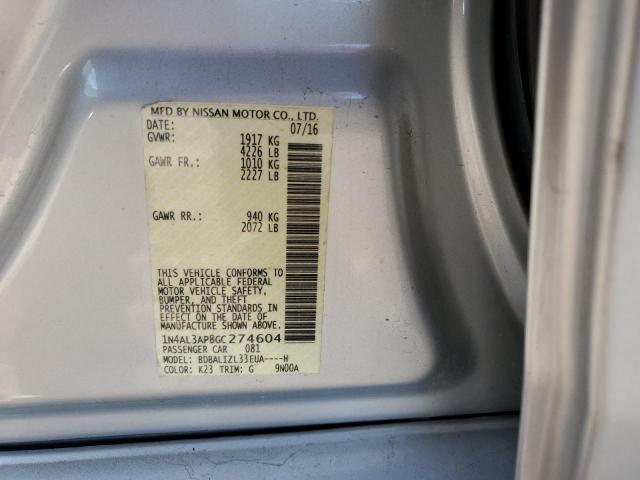 MFD BY NISSAN MOTOR CO., LTD.
DATE: 07/16
GVWR: 1917 KG
4226 LB
GAWR FR.: 1010 KG
2227 LB
GAWR RR.: 940 KG
2072 LB
THIS VEHICLE CONFORMS TO
ALL APPLICABLE FEDERAL
MOTOR VEHICLE SAFETY,
BUMPER, AND THEFT
PREVENTION STANDARDS IN
EFFECT ON THE DATE OF
MANUFACTURE SHOWN ABOVE.
1N4AL3AP8GC274604
PASSENGER CAR 081
MODEL: BDBALIZL33EUA----H
COLOR: K23 TRIM: G 9N00A